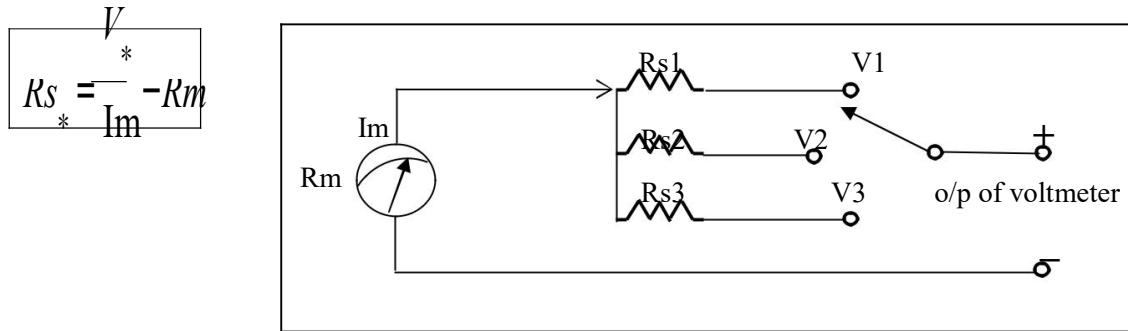 Rs* = V* / Im − Rm
Rs1
V1
Im
Rs2
V2
+
Rm
Rs3
V3
o/p of voltmeter
−